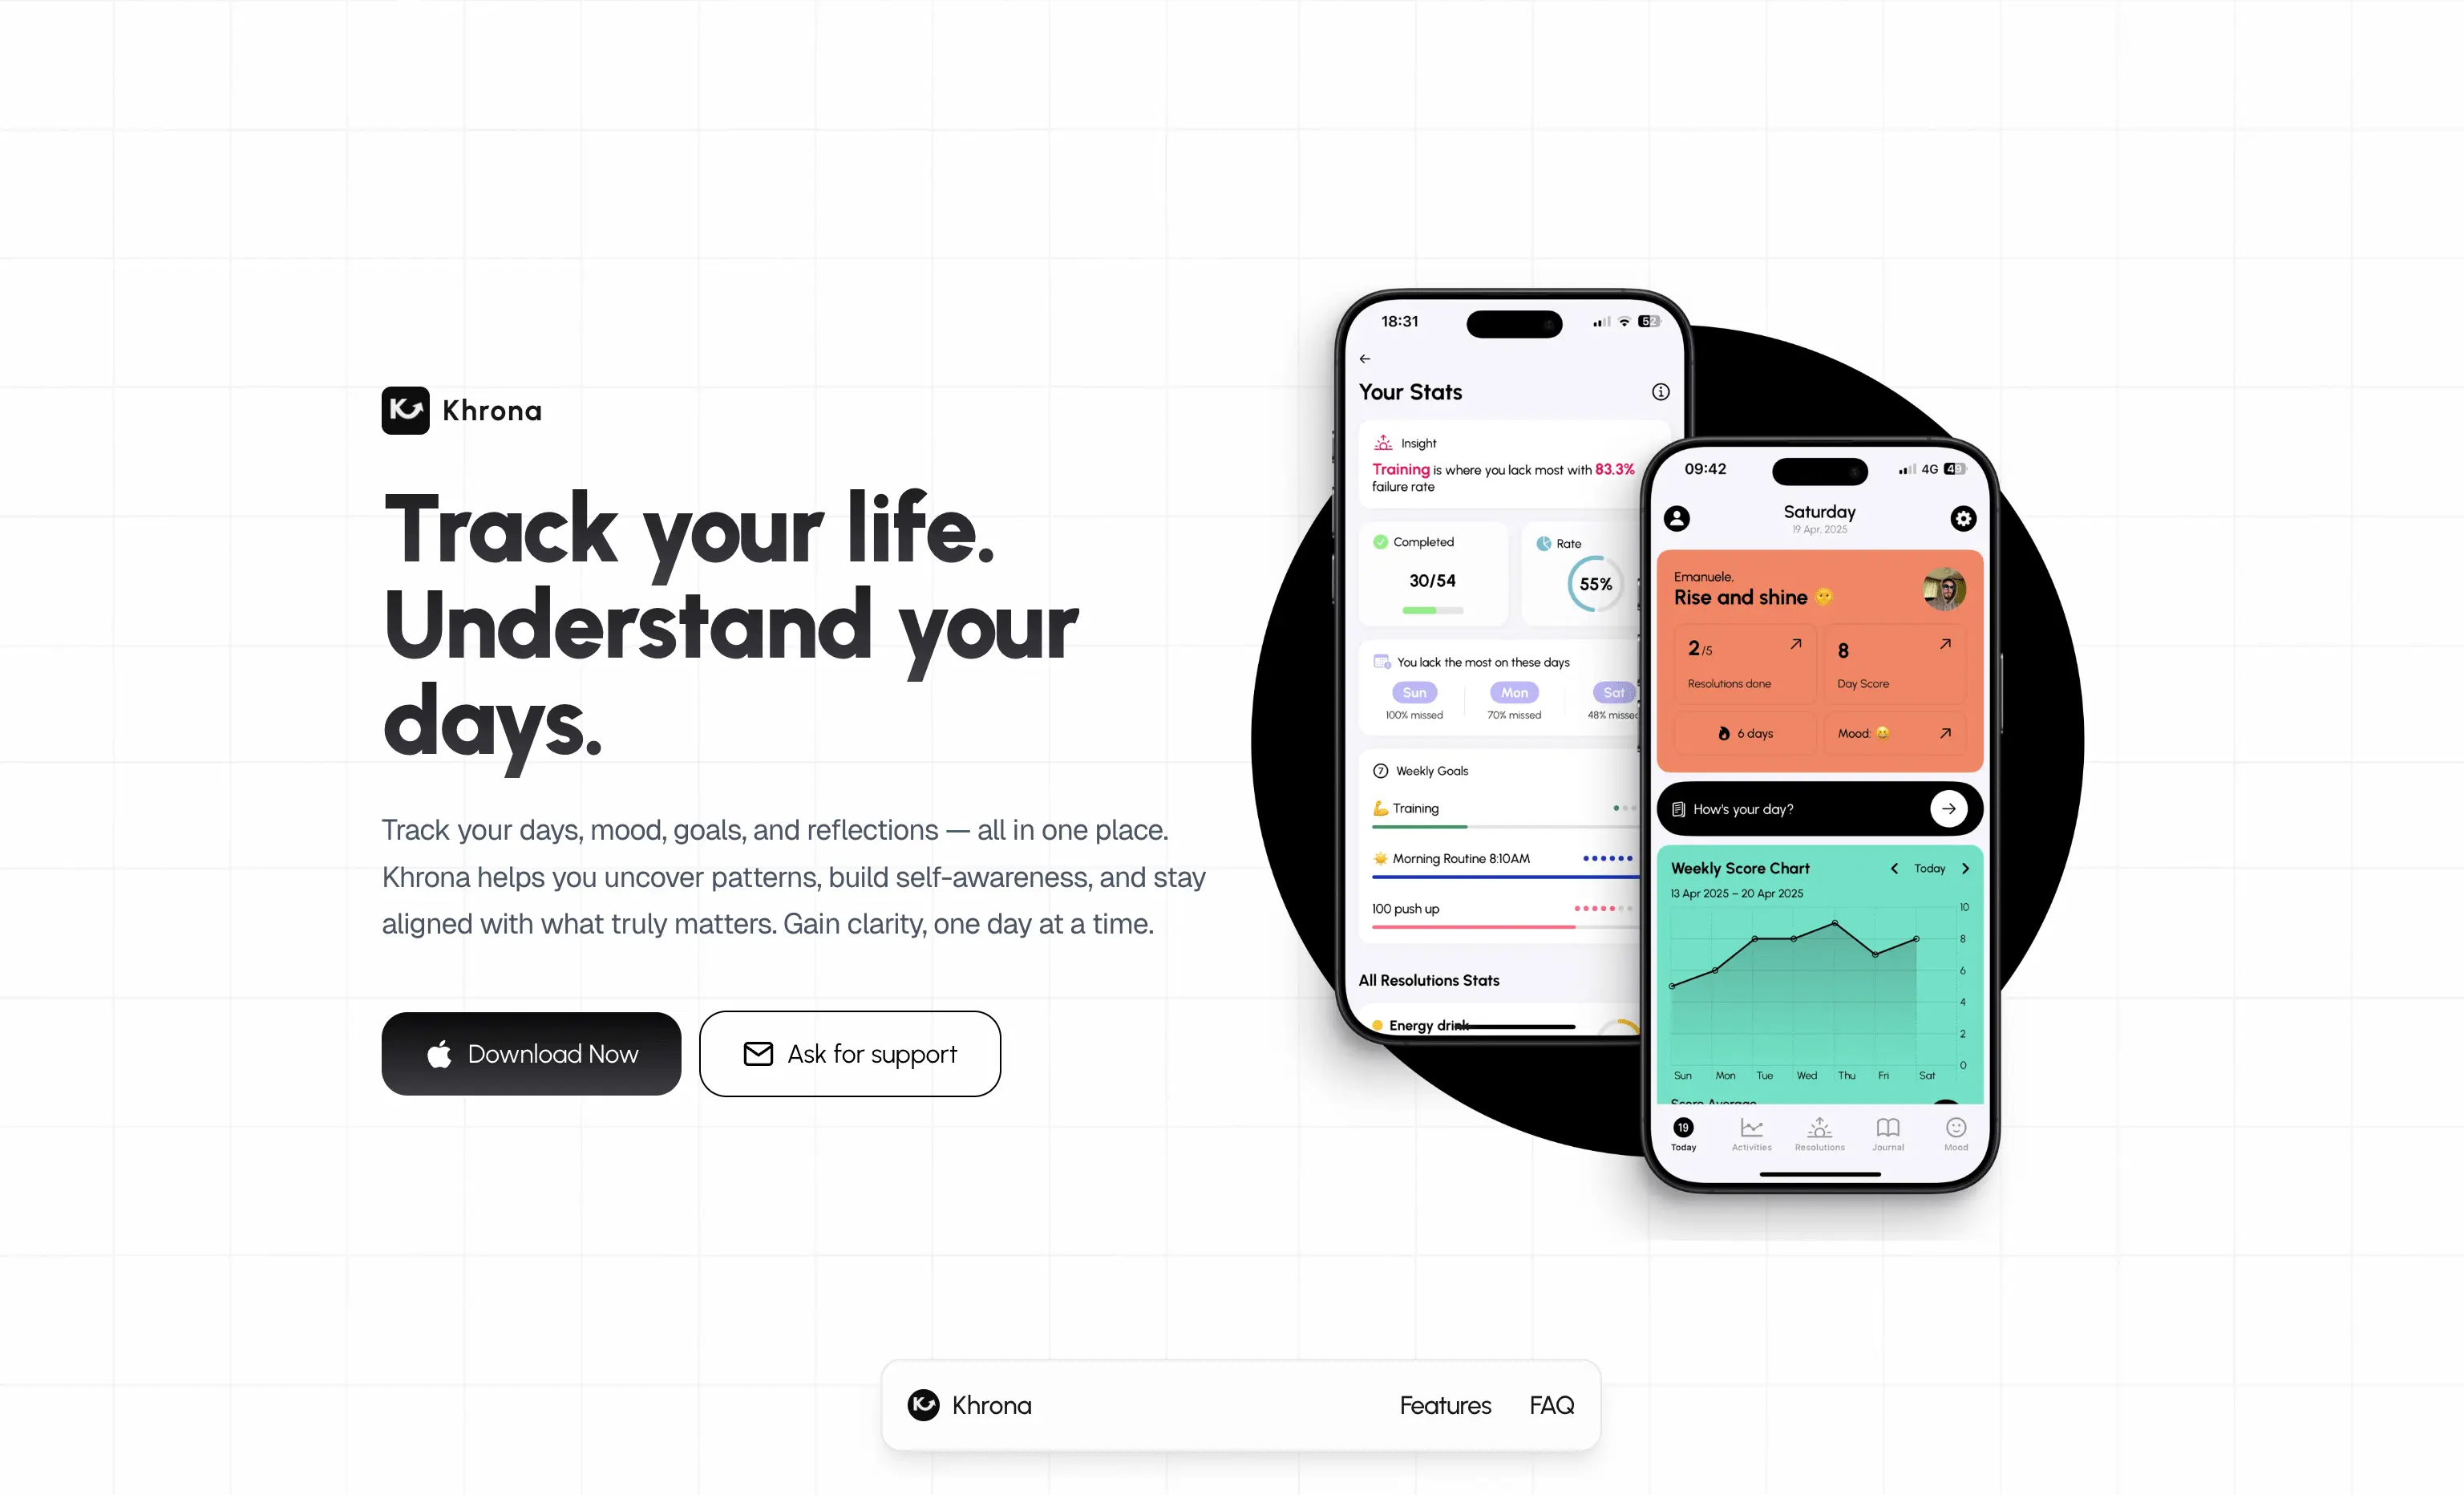 Khrona
Track your life.
Understand your
days.
Track your days, mood, goals, and reflections — all in one place.
Khrona helps you uncover patterns, build self-awareness, and stay
aligned with what truly matters. Gain clarity, one day at a time.
Download Now
Ask for support
18:31
52
Your Stats
Insight
Training is where you lack most with 83.3%
failure rate
Completed
30/54
Rate
55%
You lack the most on these days
Sun
Mon
Sat
100% missed
70% missed
48% missed
7
Weekly Goals
💪 Training
☀️ Morning Routine 8:10AM
100 push up
All Resolutions Stats
Energy drink
09:42
4G
49
Saturday
19 Apr, 2025
Emanuele,
Rise and shine 🌞
2/5
Resolutions done
8
Day Score
6 days
Mood: 😄
How's your day?
Weekly Score Chart
Today
13 Apr 2025 – 20 Apr 2025
10
8
6
4
2
0
Sun Mon Tue Wed Thu Fri Sat
Score Average
19
Today
Activities
Resolutions
Journal
Mood
Khrona
Features
FAQ